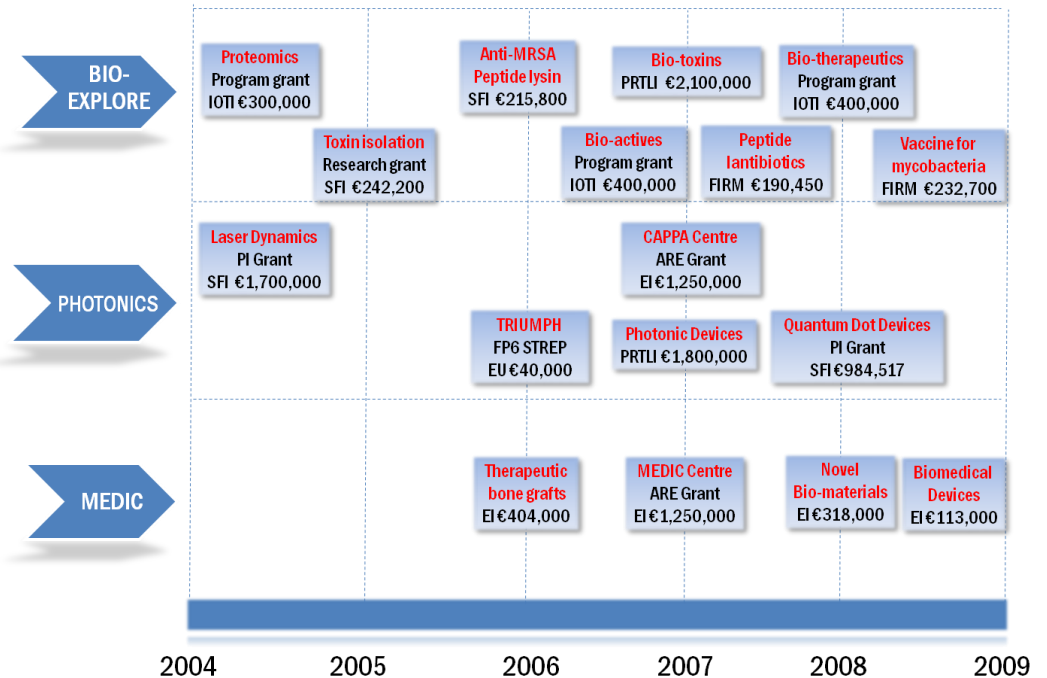 BIO-
EXPLORE
Proteomics
Program grant
IOTI €300,000
Toxin isolation
Research grant
SFI €242,200
Anti-MRSA
Peptide lysin
SFI €215,800
Bio-actives
Program grant
IOTI €400,000
Bio-toxins
PRTLI €2,100,000
Peptide
lantibiotics
FIRM €190,450
Bio-therapeutics
Program grant
IOTI €400,000
Vaccine for
mycobacteria
FIRM €232,700
PHOTONICS
Laser Dynamics
PI Grant
SFI €1,700,000
TRIUMPH
FP6 STREP
EU €40,000
CAPPA Centre
ARE Grant
EI €1,250,000
Photonic Devices
PRTLI €1,800,000
Quantum Dot Devices
PI Grant
SFI €984,517
MEDIC
Therapeutic
bone grafts
EI €404,000
MEDIC Centre
ARE Grant
EI €1,250,000
Novel
Bio-materials
EI €318,000
Biomedical
Devices
EI €113,000
2004 2005 2006 2007 2008 2009